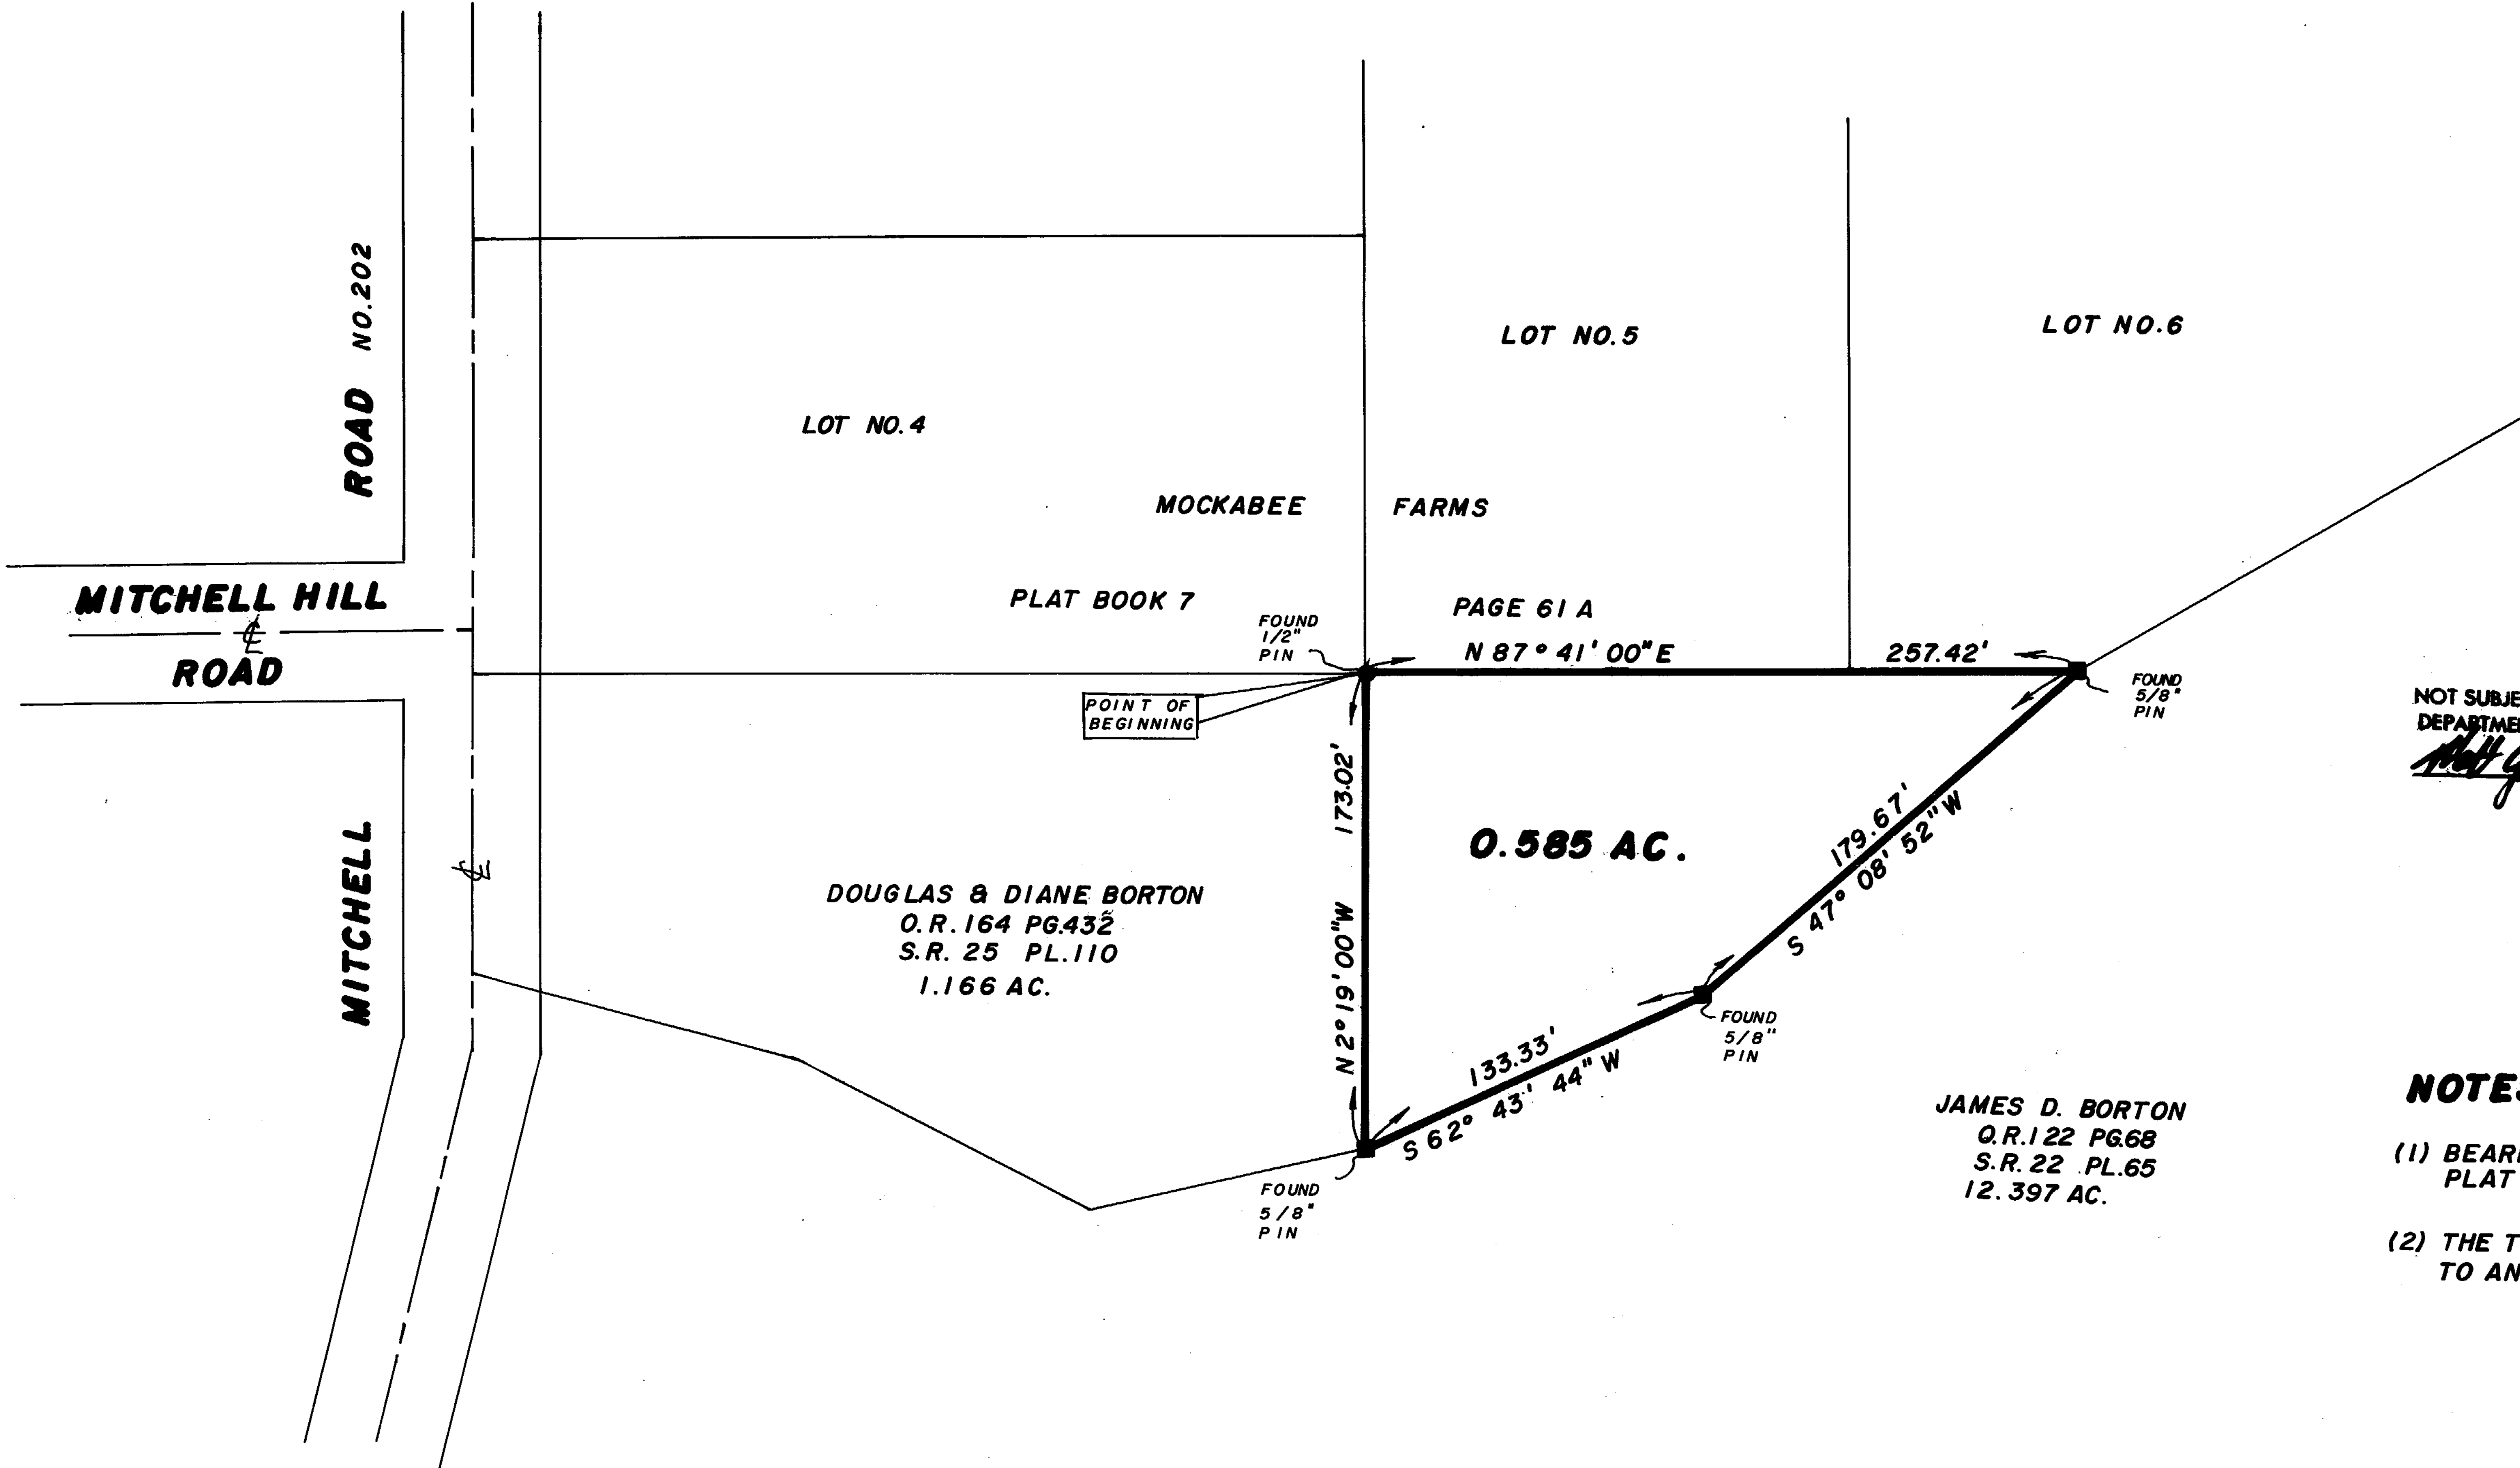 ROAD NO.202
LOT NO.5
LOT NO.6
LOT NO.4
MOCKABEE FARMS
MITCHELL HILL
ROAD
PLAT BOOK 7
PAGE 61 A
FOUND
1/2"
PIN
N 87° 41' 00" E 257.42'
POINT OF
BEGINNING
FOUND
5/8"
PIN
NOT SUBJE
DEPARTME
173.02'
N 2° 19' 00" W
0.585 AC.
179.67'
S 47° 08' 52" W
MITCHELL
DOUGLAS & DIANE BORTON
O.R. 164 PG.432
S.R. 25 PL.110
1.166 AC.
FOUND
5/8"
PIN
133.33'
S 62° 43' 44" W
FOUND
5/8"
PIN
JAMES D. BORTON
O.R.122 PG.68
S.R. 22 PL.65
12.397 AC.
NOTES
(1) BEARI
PLAT
(2) THE T
TO AN